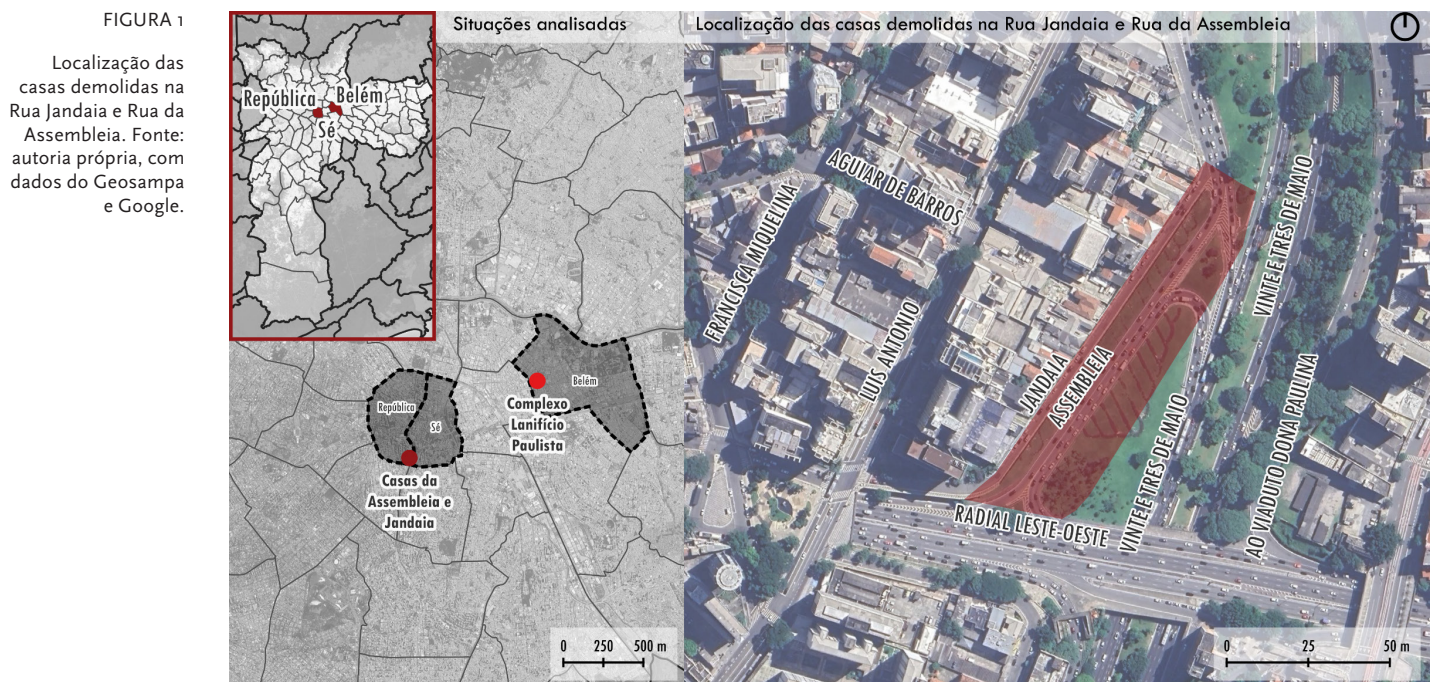 FIGURA 1
Localização das
casas demolidas na
Rua Jandaia e Rua da
Assembleia. Fonte:
autoria própria, com
dados do Geosampa
e Google.
República
Belém
Sé
Situações analisadas
República
Sé
Belém
Complexo
Lanifício
Paulista
Casas da
Assembleia e
Jandaia
0 250 500 m
Localização das casas demolidas na Rua Jandaia e Rua da Assembleia
AGUIAR DE BARROS
FRANCISCA MIQUELINA
LUIS ANTONIO
JANDAIA
ASSEMBLEIA
VINTE E TRES DE MAIO
VINTE E TRES DE MAIO
AO VIADUTO DONA PAULINA
RADIAL LESTE-OESTE
0 25 50 m